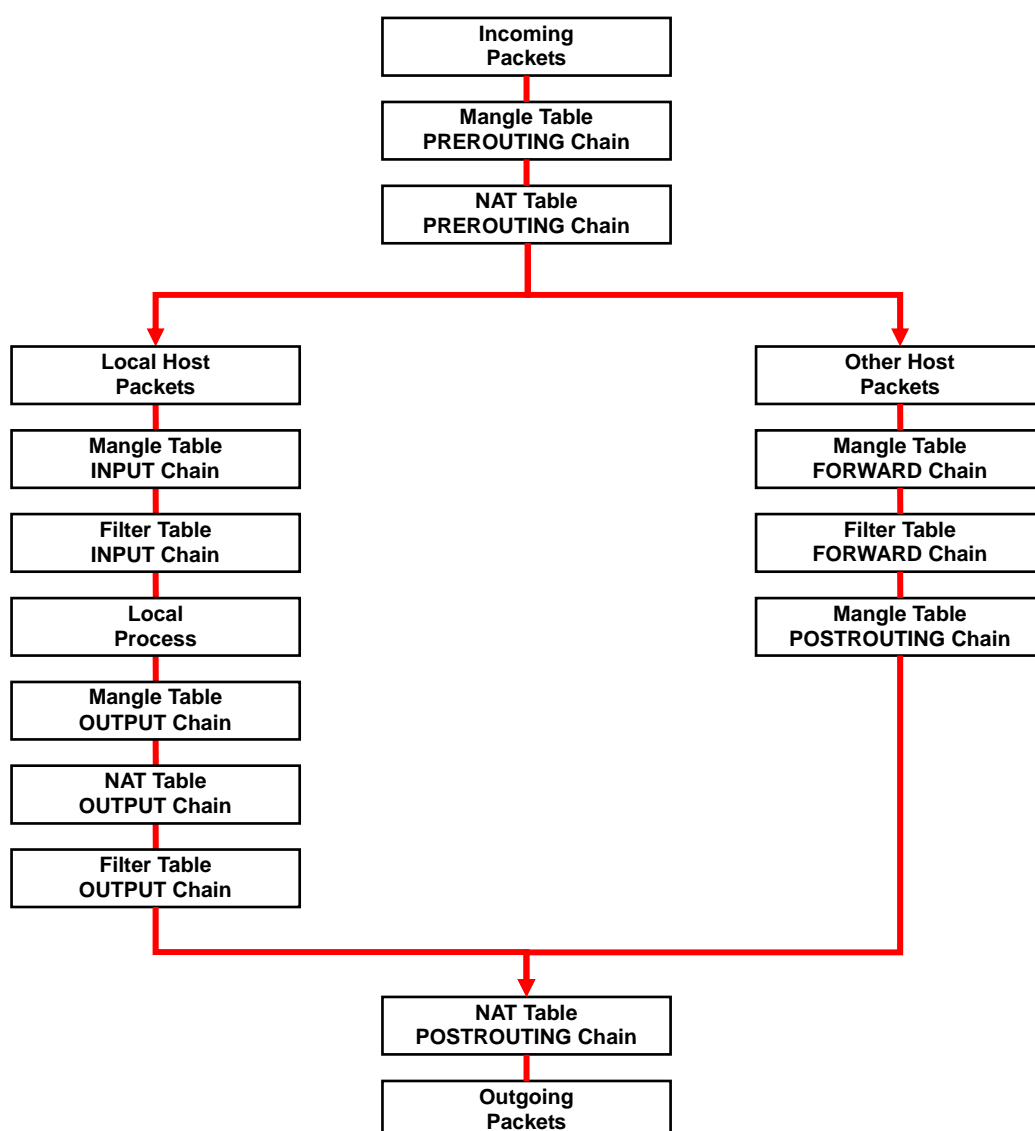 Incoming
Packets
Mangle Table
PREROUTING Chain
NAT Table
PREROUTING Chain
Local Host
Packets
Mangle Table
INPUT Chain
Filter Table
INPUT Chain
Local
Process
Mangle Table
OUTPUT Chain
NAT Table
OUTPUT Chain
Filter Table
OUTPUT Chain
Other Host
Packets
Mangle Table
FORWARD Chain
Filter Table
FORWARD Chain
Mangle Table
POSTROUTING Chain
NAT Table
POSTROUTING Chain
Outgoing
Packets